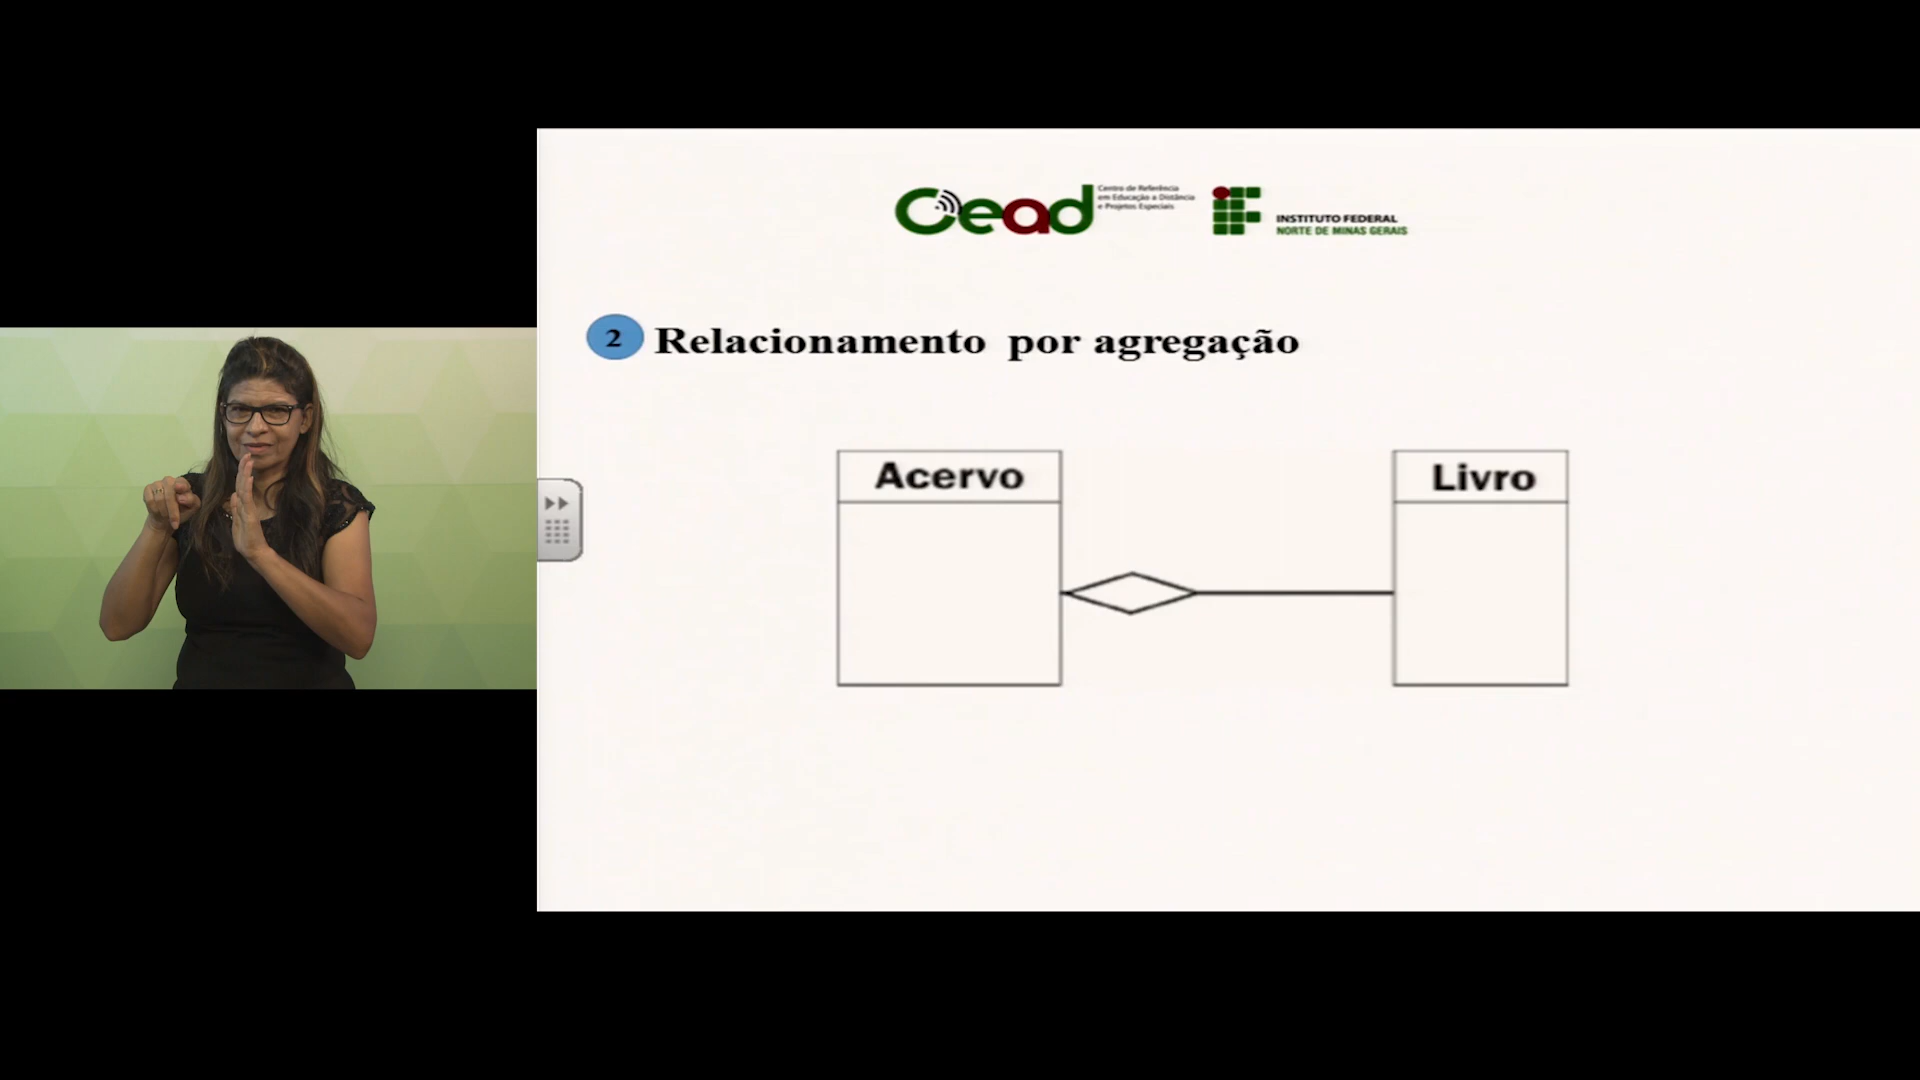 Cead
Centro de Referência
em Educação a Distância
e Projetos Especiais
INSTITUTO FEDERAL
NORTE DE MINAS GERAIS
2 Relacionamento por agregação
Acervo
Livro